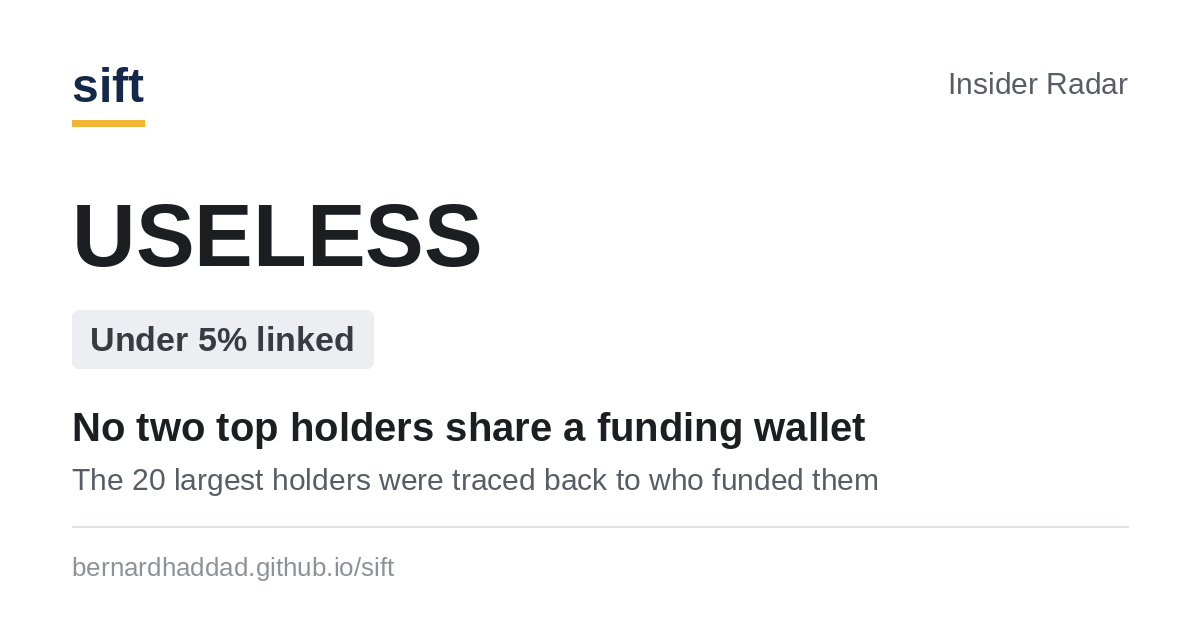 sift
Insider Radar
USELESS
Under 5% linked
No two top holders share a funding wallet
The 20 largest holders were traced back to who funded them
bernardhaddad.github.io/sift